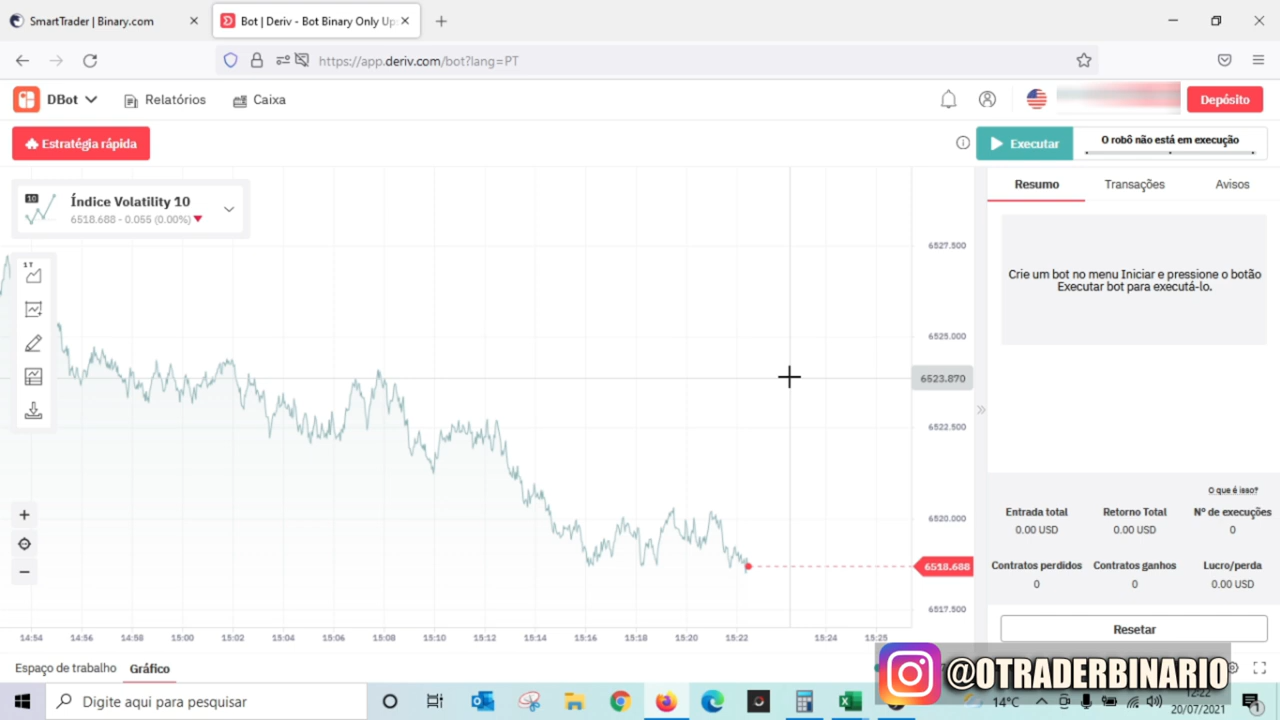 SmartTrader | Binary.com
Bot | Deriv - Bot Binary Only Up
https://app.deriv.com/bot?lang=PT
DBot
Relatórios
Caixa
Depósito
Estratégia rápida
Executar
O robô não está em execução
10
Índice Volatility 10
6518.688 - 0.055 (0.00%)
Resumo
Transações
Avisos
1 T
Crie um bot no menu Iniciar e pressione o botão
Executar bot para executá-lo.
6527.500
6525.000
6523.870
6522.500
6520.000
6518.688
6517.500
O que é isso?
Entrada total
Retorno Total
Nº de execuções
0.00 USD
0.00 USD
0
Contratos perdidos
Contratos ganhos
Lucro/perda
0
0
0.00 USD
Resetar
14:54 14:56 14:58 15:00 15:02 15:04 15:06 15:08 15:10 15:12 15:14 15:16 15:18 15:20 15:22 15:24 15:25
Espaço de trabalho
Gráfico
@OTRADERBINARIO
Digite aqui para pesquisar
14°C
12:22
20/07/2021
1